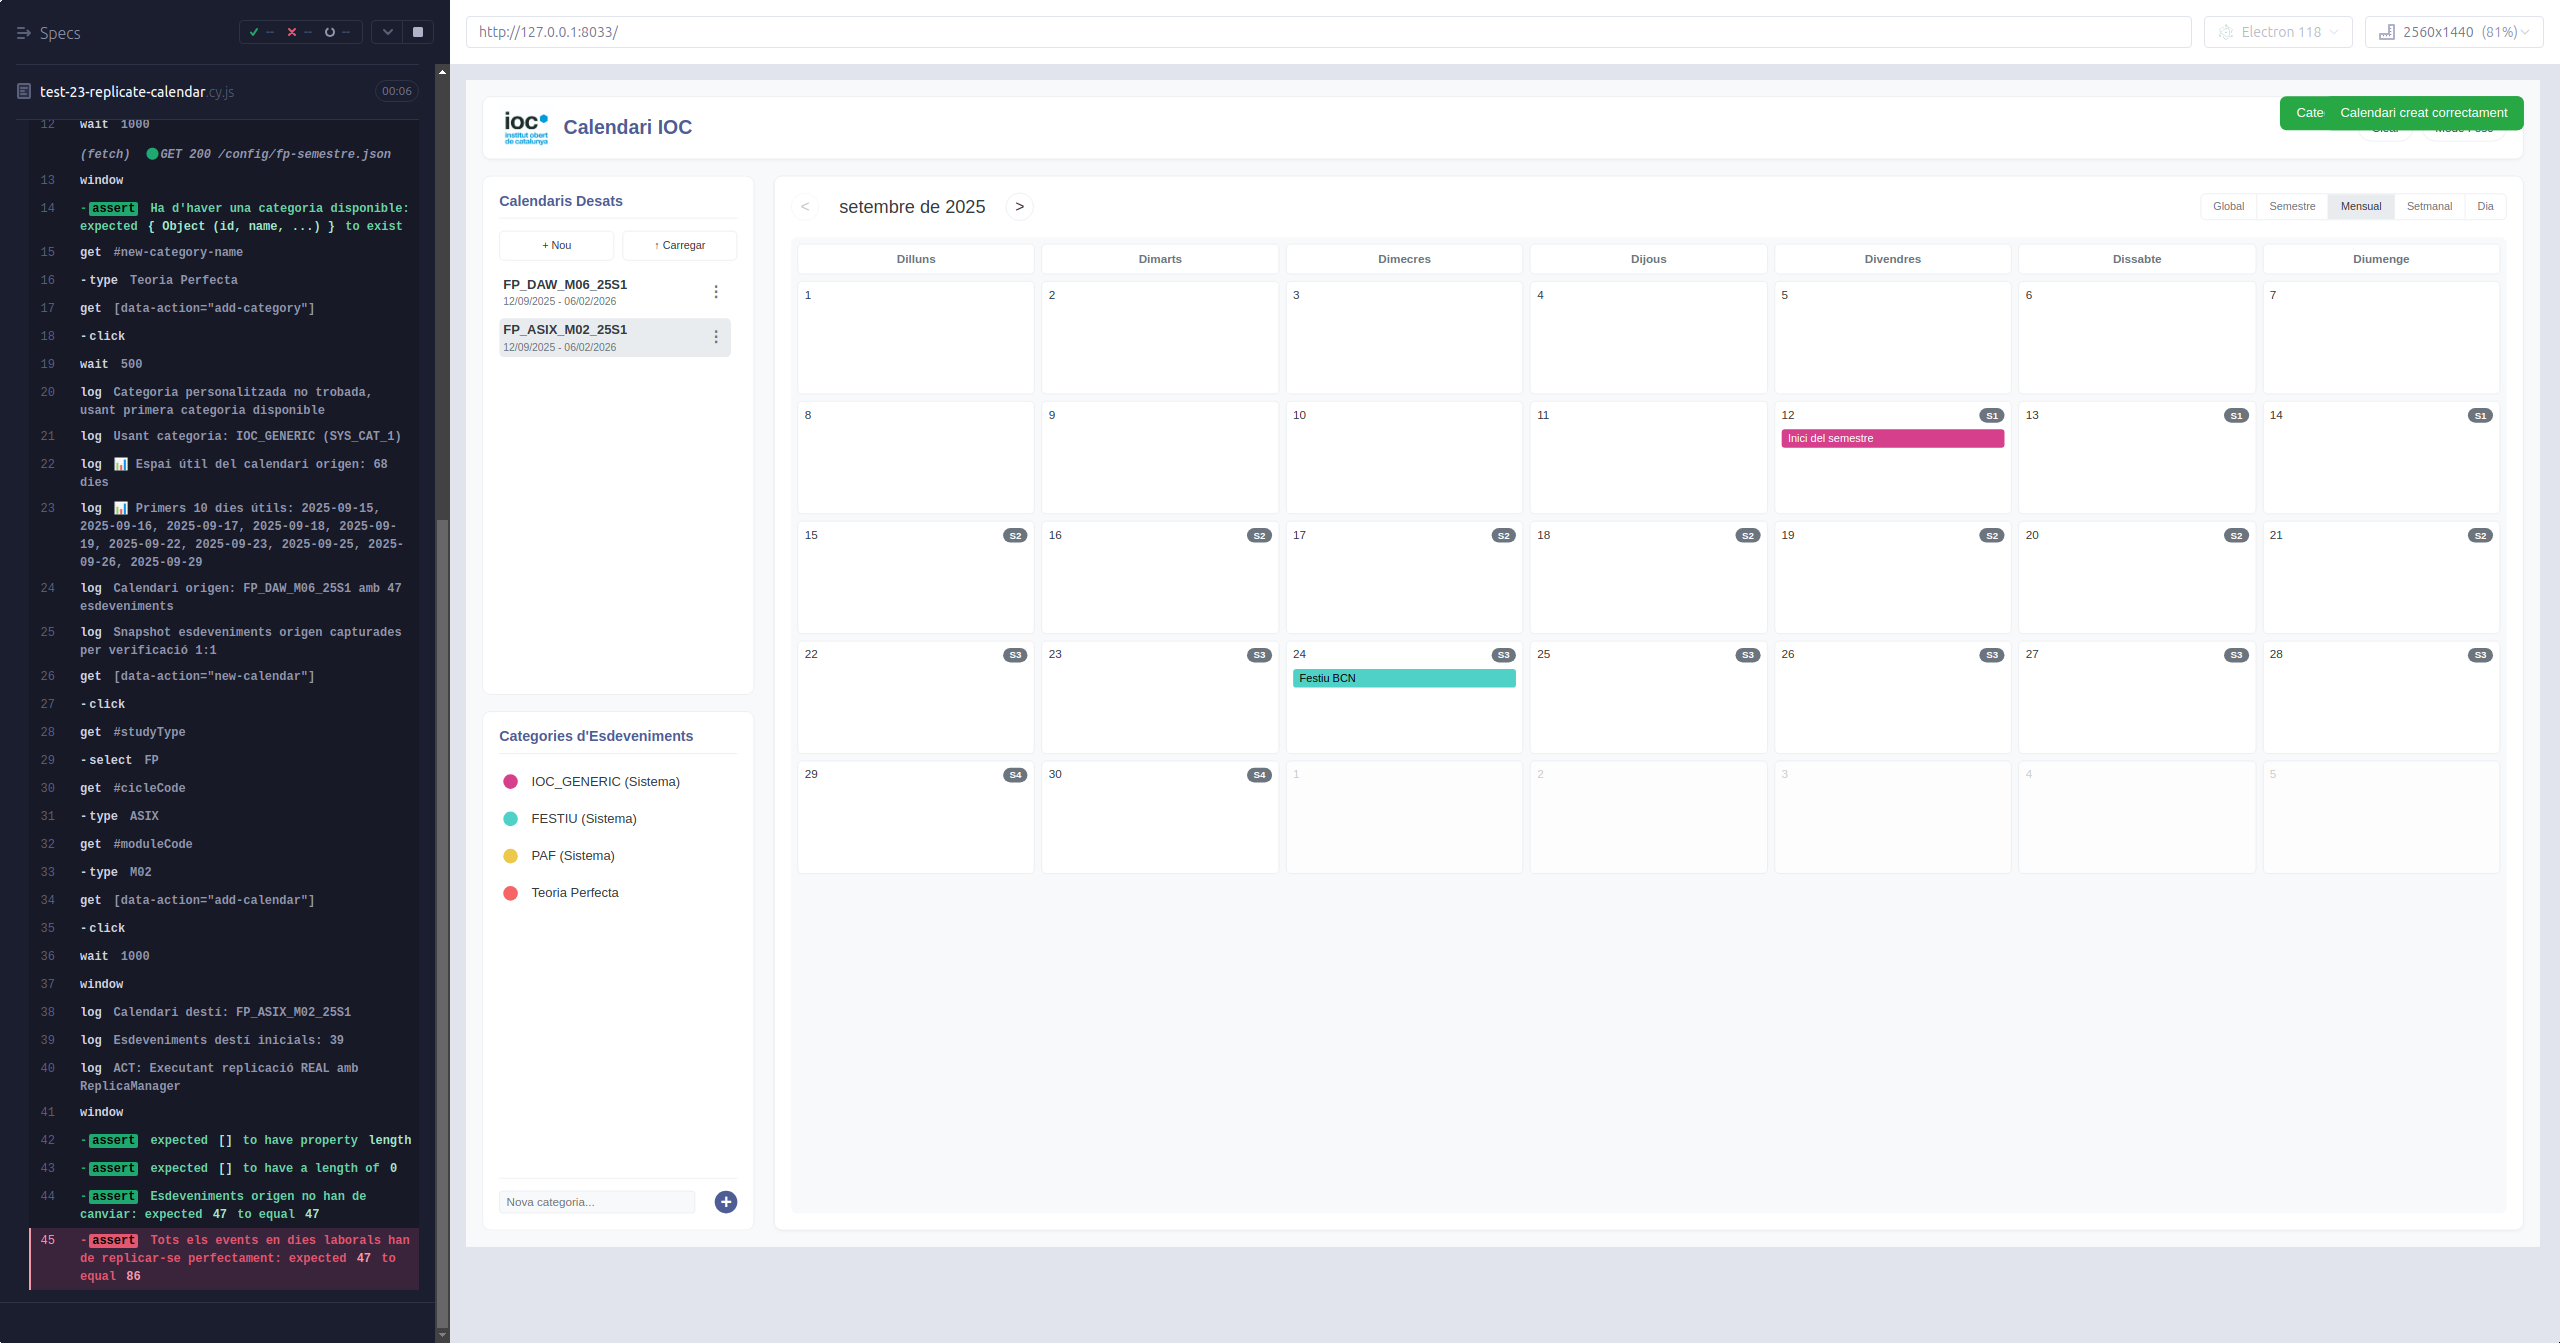 Specs
-- -- --
test-23-replicate-calendar.cy.js 00:06
12 wait 1000
(fetch) GET 200 /config/fp-semestre.json
13 window
14 -assert Ha d'haver una categoria disponible:
expected { Object (id, name, ...) } to exist
15 get #new-category-name
16 -type Teoria Perfecta
17 get [data-action="add-category"]
18 -click
19 wait 500
20 log Categoria personalitzada no trobada,
usant primera categoria disponible
21 log Usant categoria: IOC_GENERIC (SYS_CAT_1)
22 log 📊 Espai útil del calendari origen: 68
dies
23 log 📊 Primers 10 dies útils: 2025-09-15,
2025-09-16, 2025-09-17, 2025-09-18, 2025-09-
19, 2025-09-22, 2025-09-23, 2025-09-25, 2025-
09-26, 2025-09-29
24 log Calendari origen: FP_DAW_M06_25S1 amb 47
esdeveniments
25 log Snapshot esdeveniments origen capturades
per verificació 1:1
26 get [data-action="new-calendar"]
27 -click
28 get #studyType
29 -select FP
30 get #cicleCode
31 -type ASIX
32 get #moduleCode
33 -type M02
34 get [data-action="add-calendar"]
35 -click
36 wait 1000
37 window
38 log Calendari destí: FP_ASIX_M02_25S1
39 log Esdeveniments destí inicials: 39
40 log ACT: Executant replicació REAL amb
ReplicaManager
41 window
42 -assert expected [] to have property length
43 -assert expected [] to have a length of 0
44 -assert Esdeveniments origen no han de
canviar: expected 47 to equal 47
45 -assert Tots els events en dies laborals han
de replicar-se perfectament: expected 47 to
equal 86
http://127.0.0.1:8033/ Electron 118 2560x1440 (81%)
ioc
institut obert
de catalunya
Calendari IOC
Cate Calendari creat correctament
Calendaris Desats
+ Nou ↑ Carregar
FP_DAW_M06_25S1
12/09/2025 - 06/02/2026
FP_ASIX_M02_25S1
12/09/2025 - 06/02/2026
Categories d'Esdeveniments
IOC_GENERIC (Sistema)
FESTIU (Sistema)
PAF (Sistema)
Teoria Perfecta
Nova categoria... +
< setembre de 2025 > Global Semestre Mensual Setmanal Dia
Dilluns Dimarts Dimecres Dijous Divendres Dissabte Diumenge
1 2 3 4 5 6 7
8 9 10 11 12 S1 13 S1 14 S1
Inici del semestre
15 S2 16 S2 17 S2 18 S2 19 S2 20 S2 21 S2
22 S3 23 S3 24 S3 25 S3 26 S3 27 S3 28 S3
Festiu BCN
29 S4 30 S4 1 2 3 4 5